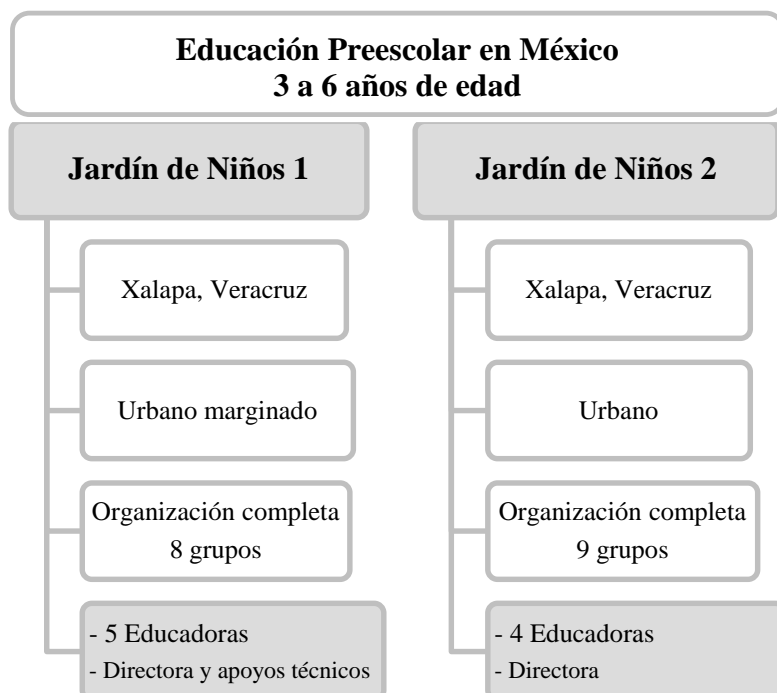 Educación Preescolar en México
3 a 6 años de edad
Jardín de Niños 1
Xalapa, Veracruz
Urbano marginado
Organización completa
8 grupos
- 5 Educadoras
- Directora y apoyos técnicos
Jardín de Niños 2
Xalapa, Veracruz
Urbano
Organización completa
9 grupos
- 4 Educadoras
- Directora